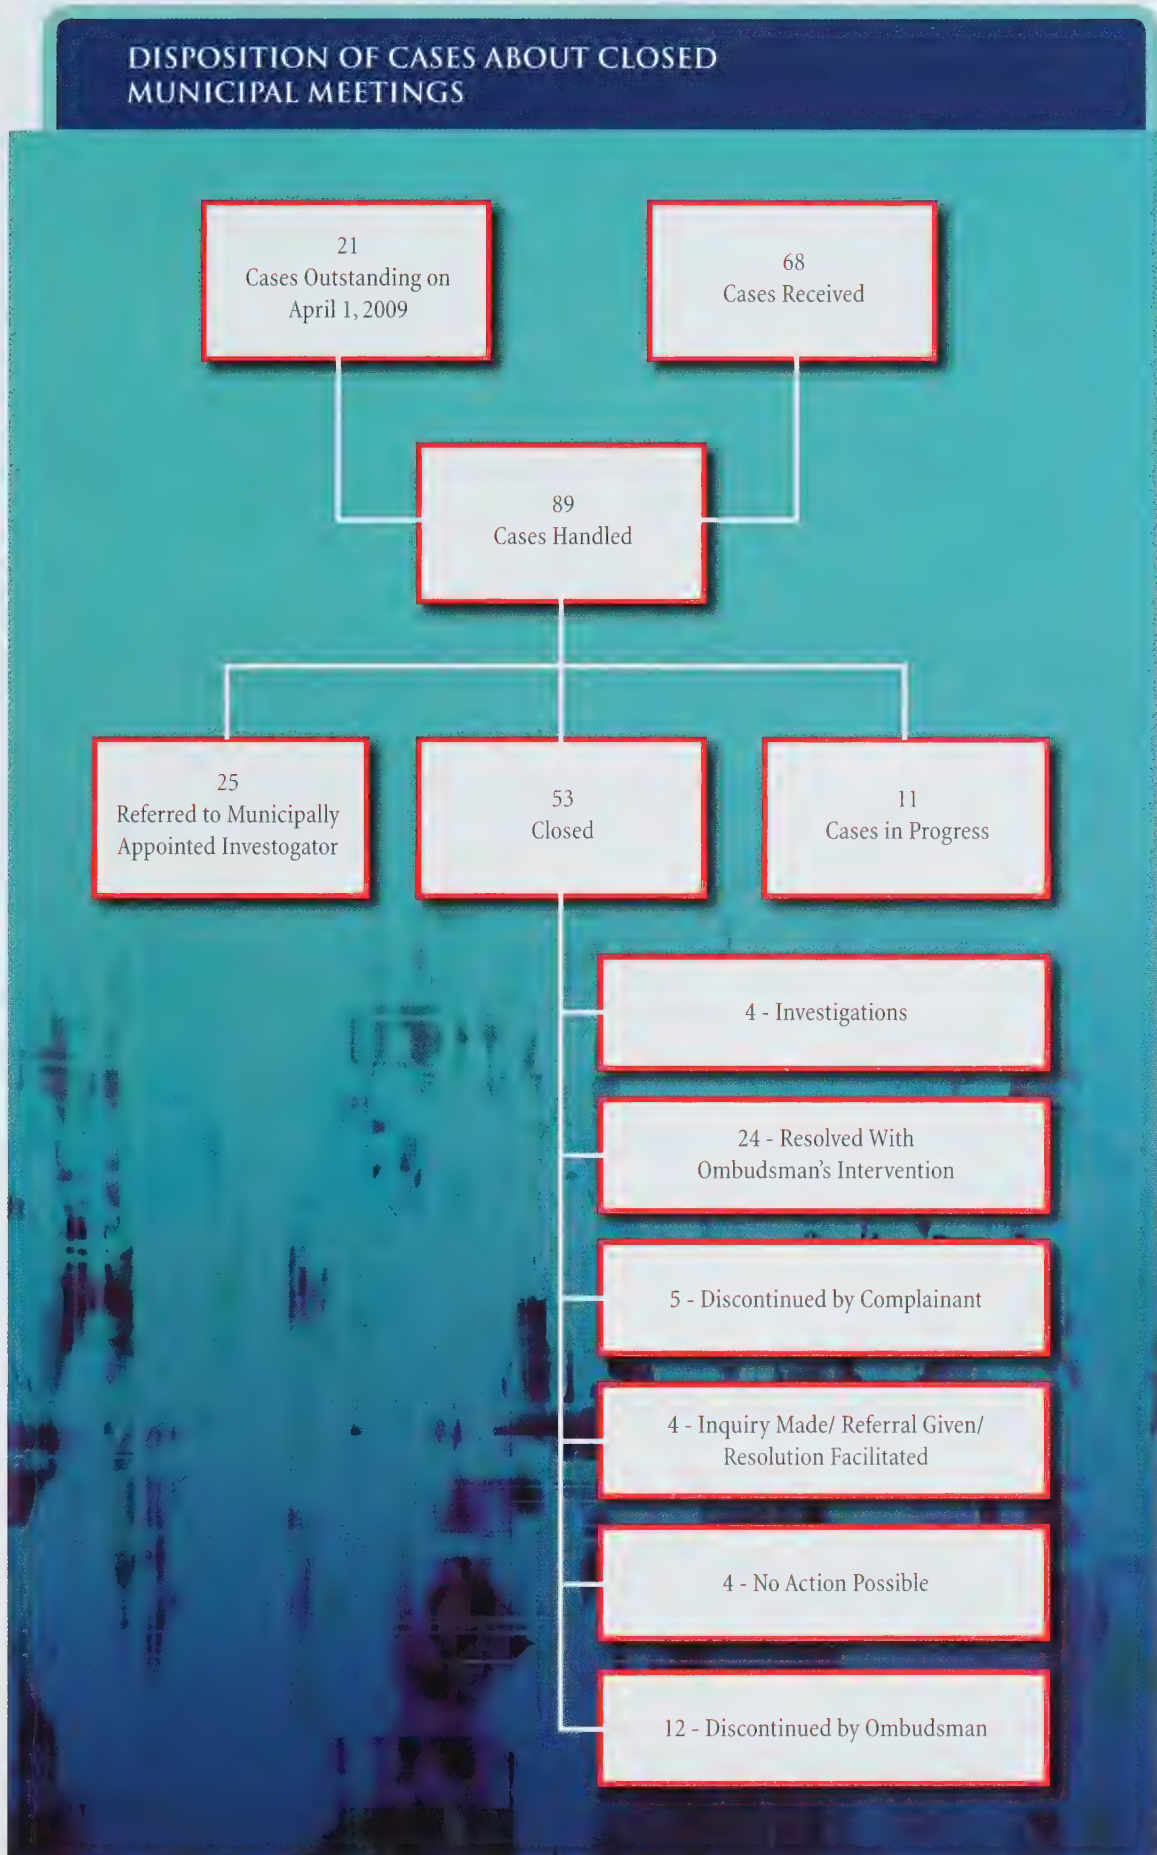 DISPOSITION OF CASES ABOUT CLOSED
MUNICIPAL MEETINGS
21
Cases Outstanding on
April 1, 2009
68
Cases Received
89
Cases Handled
25
Referred to Municipally
Appointed Investogator
53
Closed
11
Cases in Progress
4 - Investigations
24 - Resolved With
Ombudsman's Intervention
5 - Discontinued by Complainant
4 - Inquiry Made/ Referral Given/
Resolution Facilitated
4 - No Action Possible
12 - Discontinued by Ombudsman